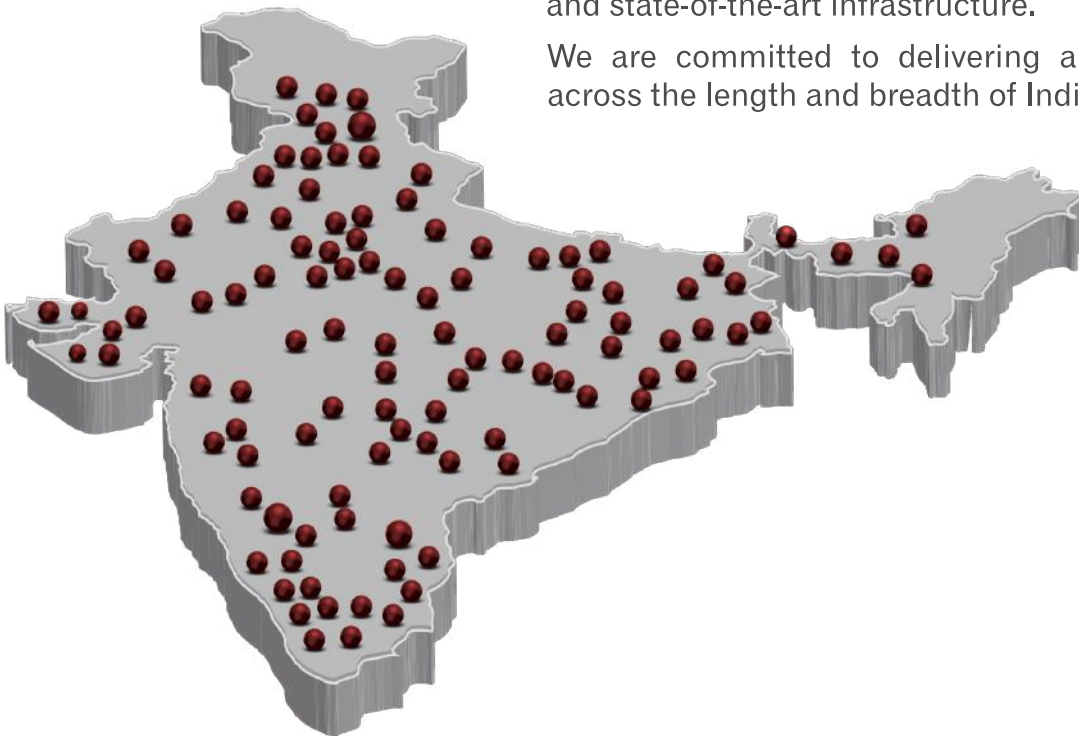 and state-of-the-art infrastructure.
We are committed to delivering a
across the length and breadth of Indi